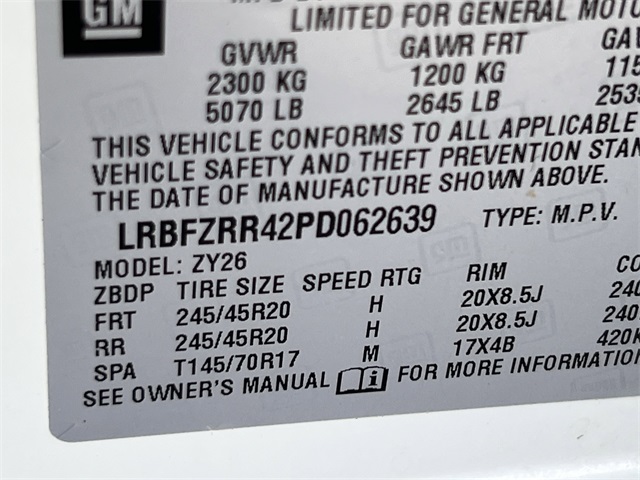 GM
LIMITED FOR GENERAL
GVWR GAWR FRT
2300 KG 1200 KG
5070 LB 2645 LB
THIS VEHICLE CONFORMS TO ALL APPLICABLE
VEHICLE SAFETY AND THEFT PREVENTION
THE DATE OF MANUFACTURE SHOWN ABOVE.
LRBFZRR42PD062639 TYPE: M.P.V.
MODEL: ZY26
ZBDP TIRE SIZE SPEED RTG RIM
FRT 245/45R20 H 20X8.5J
RR 245/45R20 H 20X8.5J
SPA T145/70R17 M 17X4B
SEE OWNER'S MANUAL FOR MORE INFORMATION